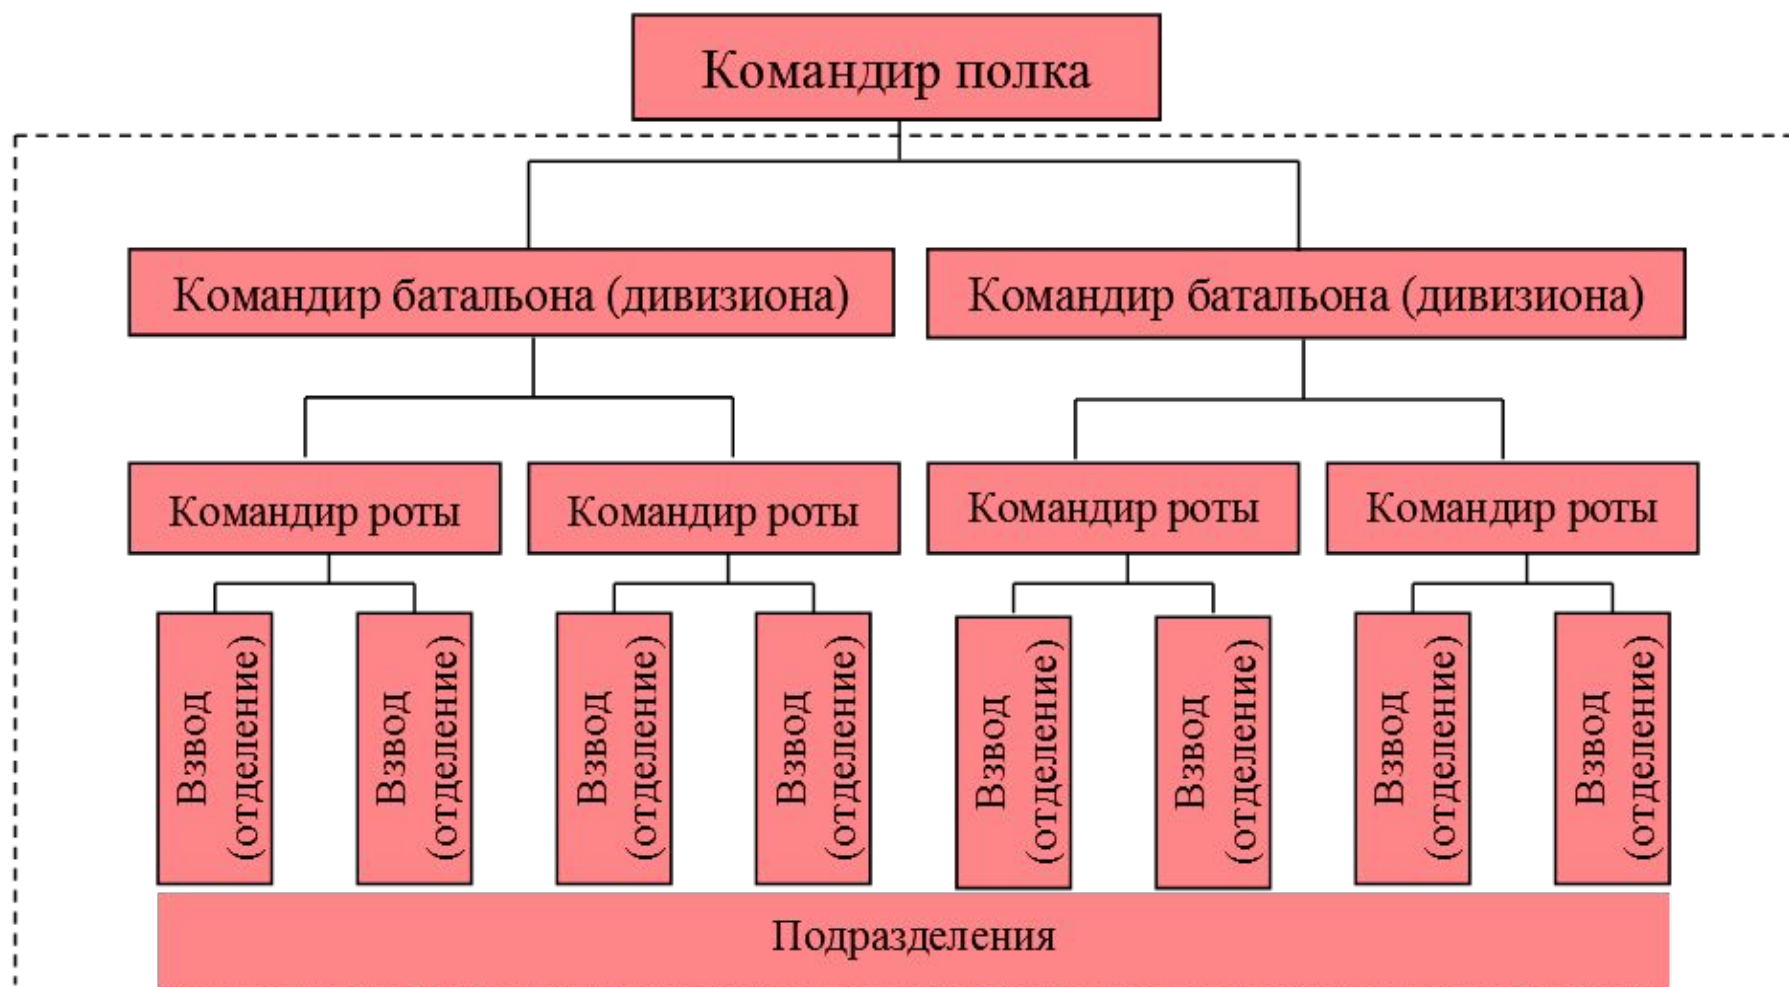 Командир полка
Командир батальона (дивизиона)
Командир батальона (дивизиона)
Командир роты
Командир роты
Командир роты
Командир роты
Взвод
(отделение)
Взвод
(отделение)
Взвод
(отделение)
Взвод
(отделение)
Взвод
(отделение)
Взвод
(отделение)
Взвод
(отделение)
Взвод
(отделение)
Подразделения